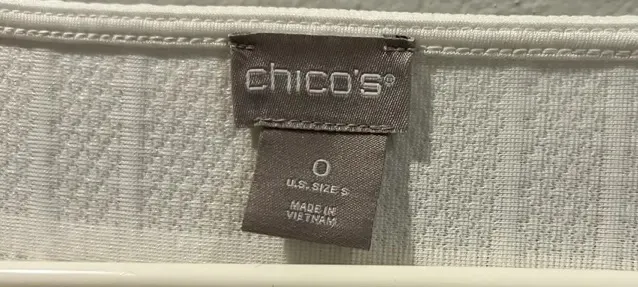 chico's®
0
U.S. SIZE S
MADE IN
VIETNAM